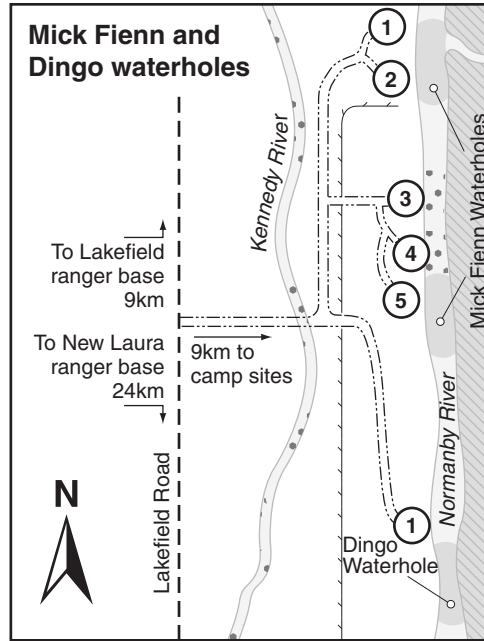 Mick Fienn and
Dingo waterholes
1
2
Kennedy River
Mick Fienn Waterholes
3
4
5
To Lakefield
ranger base
9km
To New Laura
ranger base
24km
9km to
camp sites
Normanby River
N
Lakefield Road
1
Dingo
Waterhole